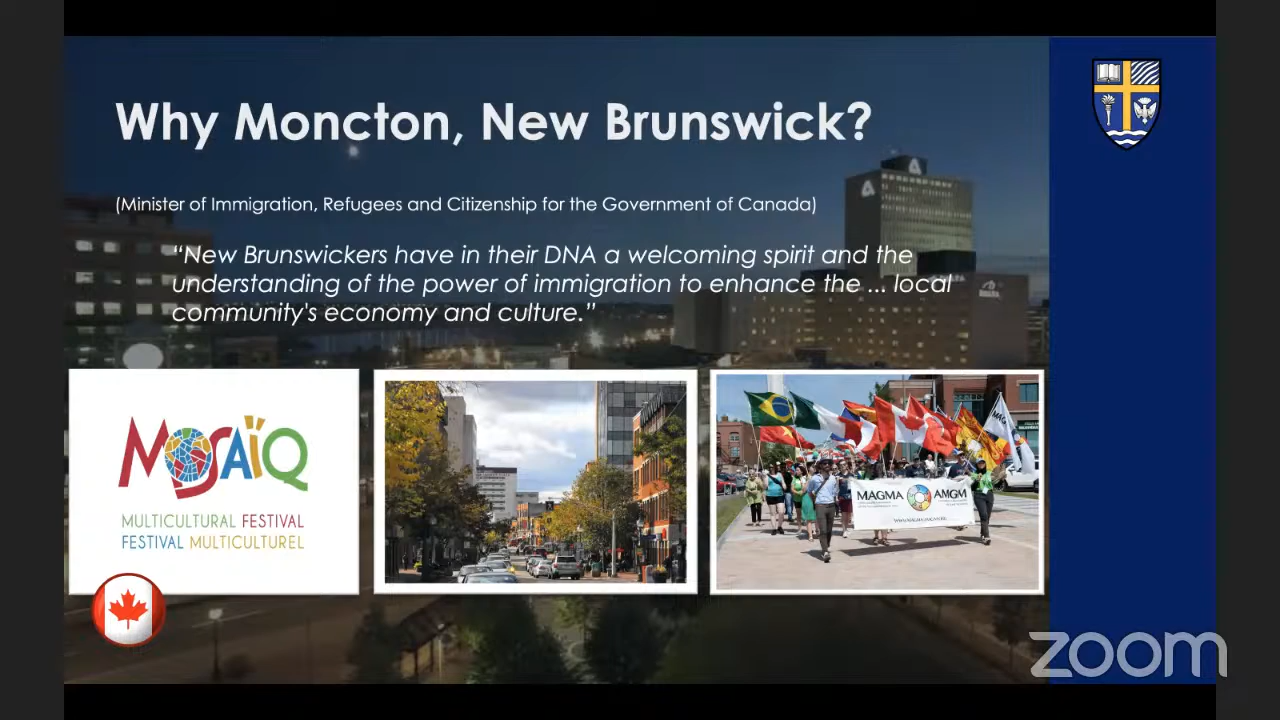 Why Moncton, New Brunswick?
(Minister of Immigration, Refugees and Citizenship for the Government of Canada)
“New Brunswickers have in their DNA a welcoming spirit and the
understanding of the power of immigration to enhance the ... local
community's economy and culture.”
MOSAÏQ
MULTICULTURAL FESTIVAL
FESTIVAL MULTICULTUREL
MAGMA AMGM
zoom